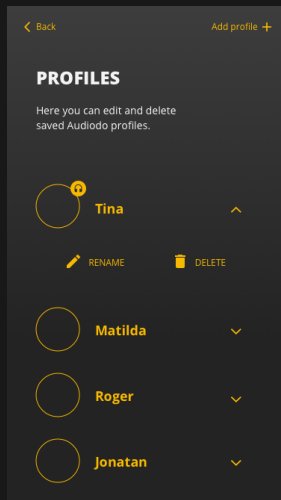 Back
Add profile
PROFILES
Here you can edit and delete
saved Audiodo profiles.
Tina
RENAME
DELETE
Matilda
Roger
Jonatan